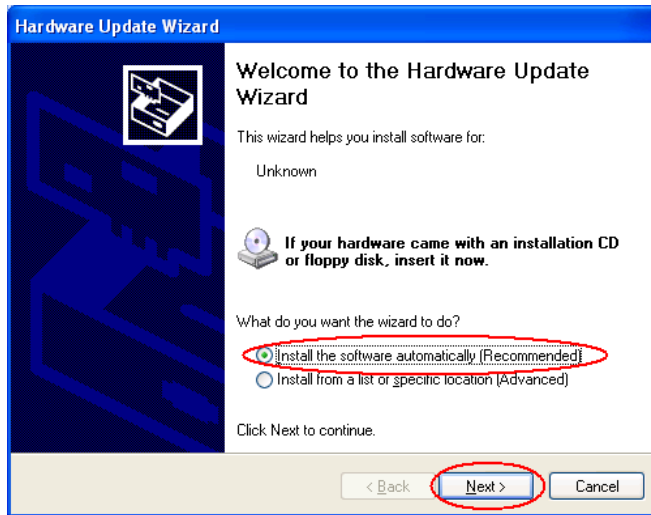 Hardware Update Wizard
Welcome to the Hardware Update
Wizard
This wizard helps you install software for:
Unknown
If your hardware came with an installation CD
or floppy disk, insert it now.
What do you want the wizard to do?
Install the software automatically (Recommended)
Install from a list or specific location (Advanced)
Click Next to continue.
< Back Next > Cancel